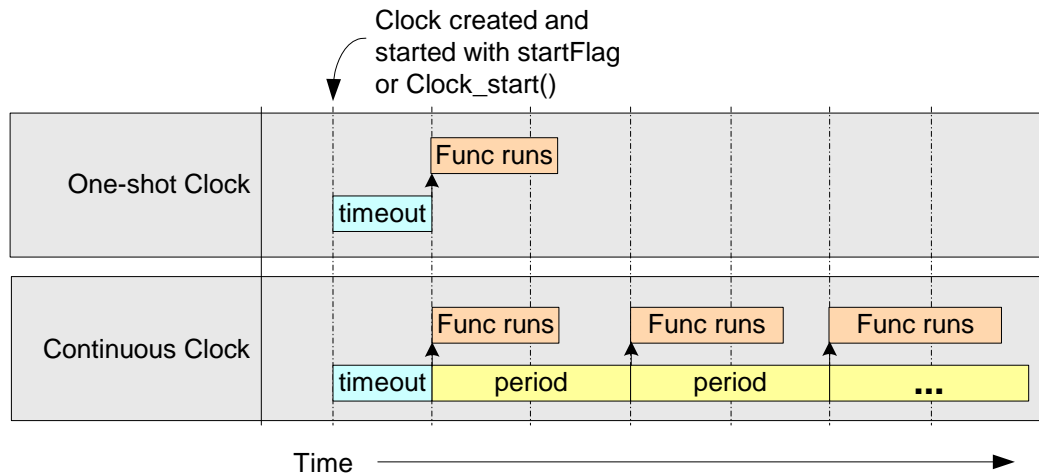 Clock created and
started with startFlag
or Clock_start()
One-shot Clock
Func runs
timeout
Continuous Clock
Func runs
Func runs
Func runs
timeout
period
period
...
Time